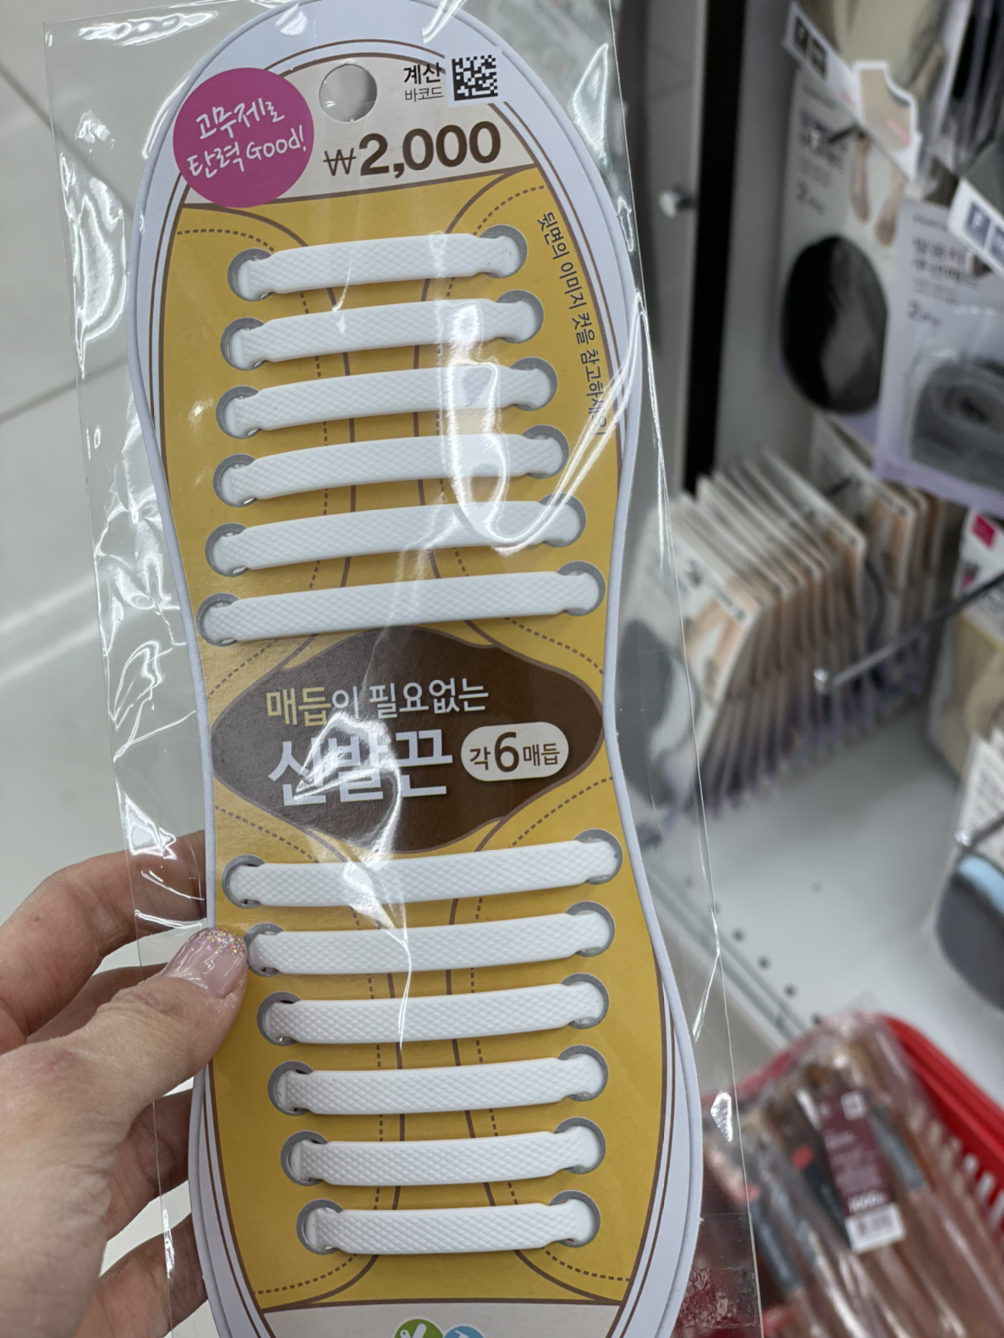 고무제로
탄력 Good!
계산
바코드
₩2,000
뒷면의 이미지 컷을 참고하세요!
매듭이 필요없는
신발끈
각 6 매듭